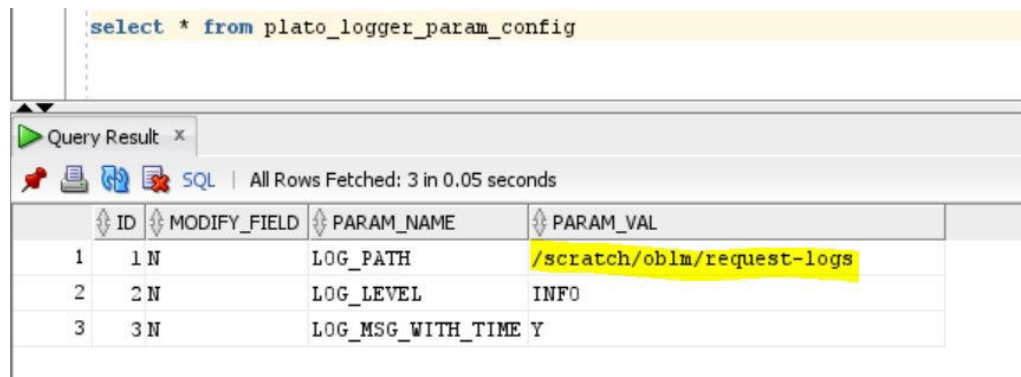 select * from plato_logger_param_config
Query Result x
SQL | All Rows Fetched: 3 in 0.05 seconds
ID MODIFY_FIELD PARAM_NAME PARAM_VAL
1 1 N LOG_PATH /scratch/oblm/request-logs
2 2 N LOG_LEVEL INFO
3 3 N LOG_MSG_WITH_TIME Y